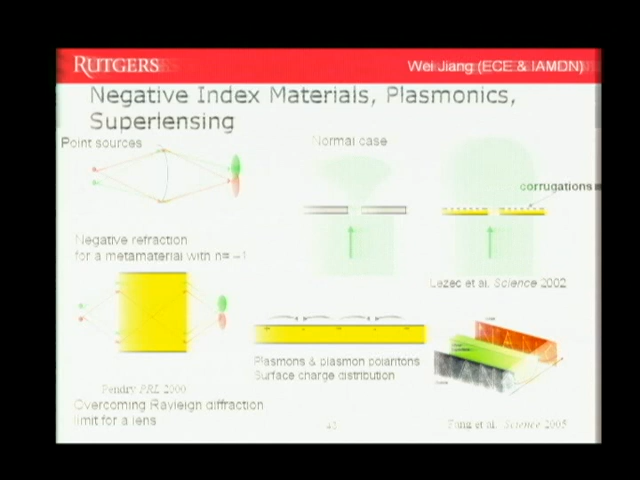 RUTGERS
Wei Jiang (ECE & IAMDN)
Negative Index Materials, Plasmonics,
Superlensing
Point sources
Normal case
corrugations
Negative refraction
for a metamaterial with n= -1
Lezec et al. Science 2002
Plasmons & plasmon polaritons
Surface charge distribution
Pendry PRL 2000
Overcoming Rayleigh diffraction
limit for a lens
Fang et al. Science 2005